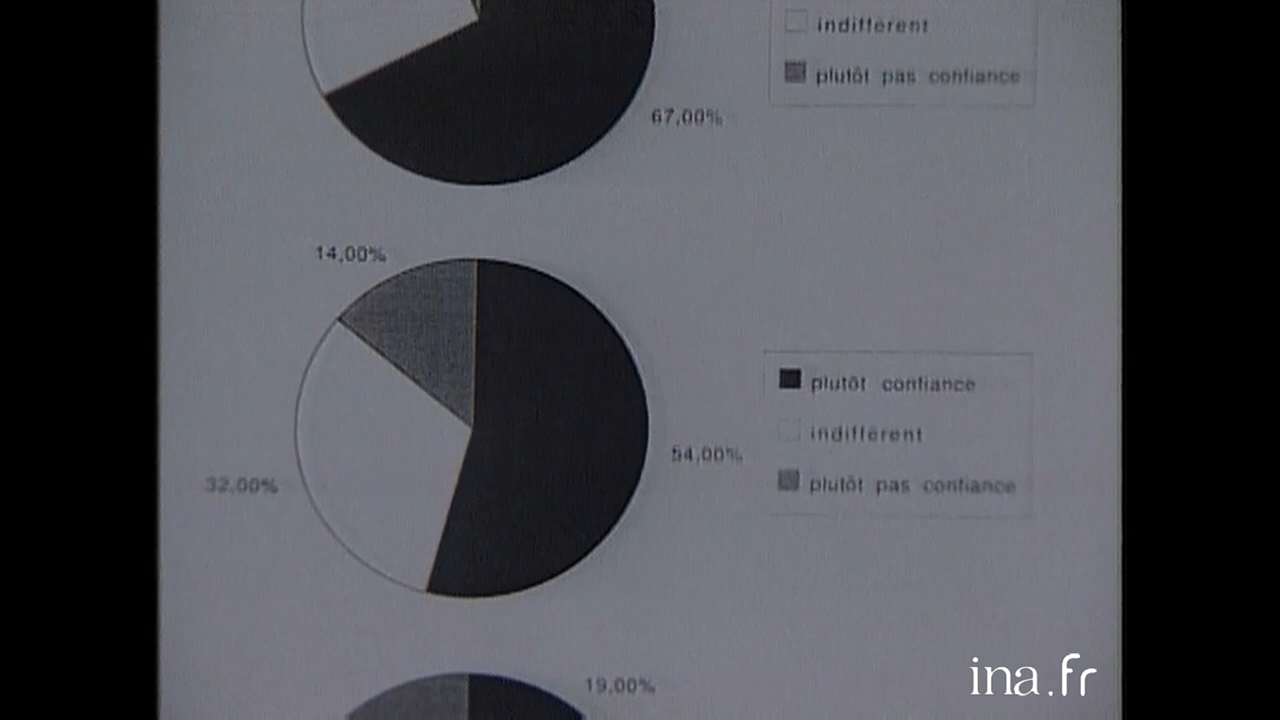 indifférent
plutôt pas confiance
67,00%
14,00%
plutôt confiance
indifférent
54,00%
32,00%
plutôt pas confiance
19,00%
ina.fr